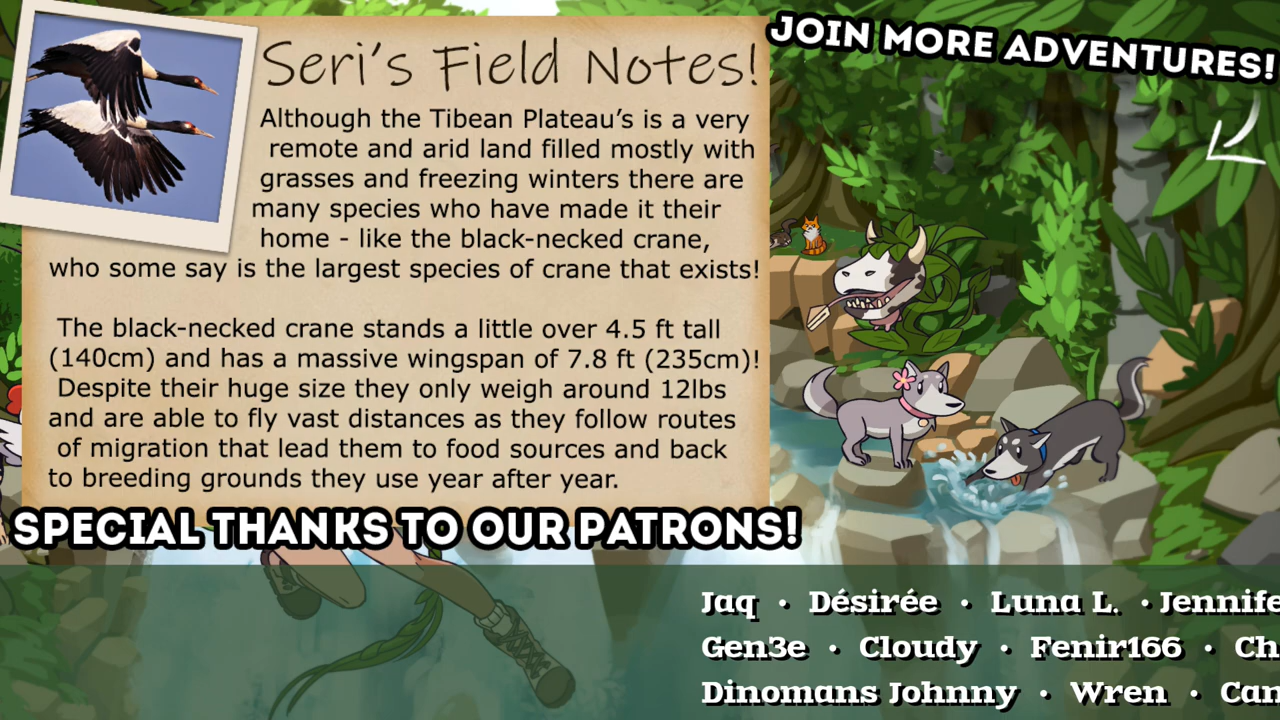 Seri's Field Notes!
JOIN MORE ADVENTURES!
Although the Tibean Plateau's is a very
remote and arid land filled mostly with
grasses and freezing winters there are
many species who have made it their
home - like the black-necked crane,
who some say is the largest species of crane that exists!
The black-necked crane stands a little over 4.5 ft tall
(140cm) and has a massive wingspan of 7.8 ft (235cm)!
Despite their huge size they only weigh around 12lbs
and are able to fly vast distances as they follow routes
of migration that lead them to food sources and back
to breeding grounds they use year after year.
SPECIAL THANKS TO OUR PATRONS!
Jaq • Désirée • Luna L. • Jennife
Gen3e • Cloudy • Fenir166 • Ch
Dinomans Johnny • Wren • Can